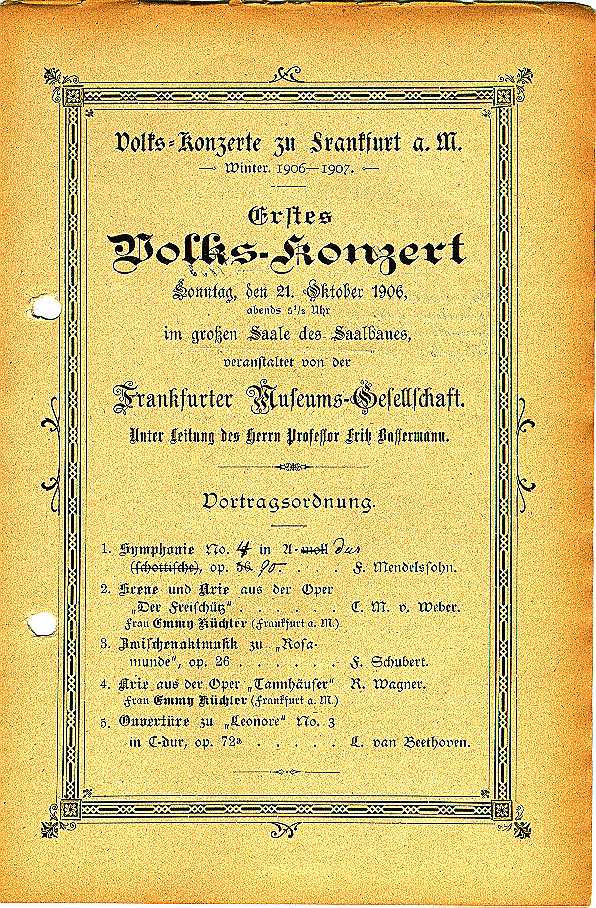 Volks-Konzerte zu Frankfurt a. M.
Winter. 1906—1907.
Erstes
Volks-Konzert
Sonntag, den 21. Oktober 1906,
abends 6½ Uhr
im großen Saale des Saalbaues,
veranstaltet von der
Frankfurter Museums-Gesellschaft.
Unter Leitung des Herrn Professor Fritz Bassermann.
Vortragsordnung.
1. Symphonie No. 4 in A-moll dur
(schottische), op. 56. 90. . . . F. Mendelssohn.
2. Scene und Arie aus der Oper
„Der Freischütz“ . . . . . C. M. v. Weber.
Frau Emmy Küchler (Frankfurt a. M.)
3. Zwischenaktmusik zu „Rosa-
munde“, op. 26 . . . . . . F. Schubert.
4. Arie aus der Oper „Tannhäuser“ R. Wagner.
Frau Emmy Küchler (Frankfurt a. M.)
5. Ouvertüre zu „Leonore“ No. 3
in C-dur, op. 72a . . . . . L. van Beethoven.